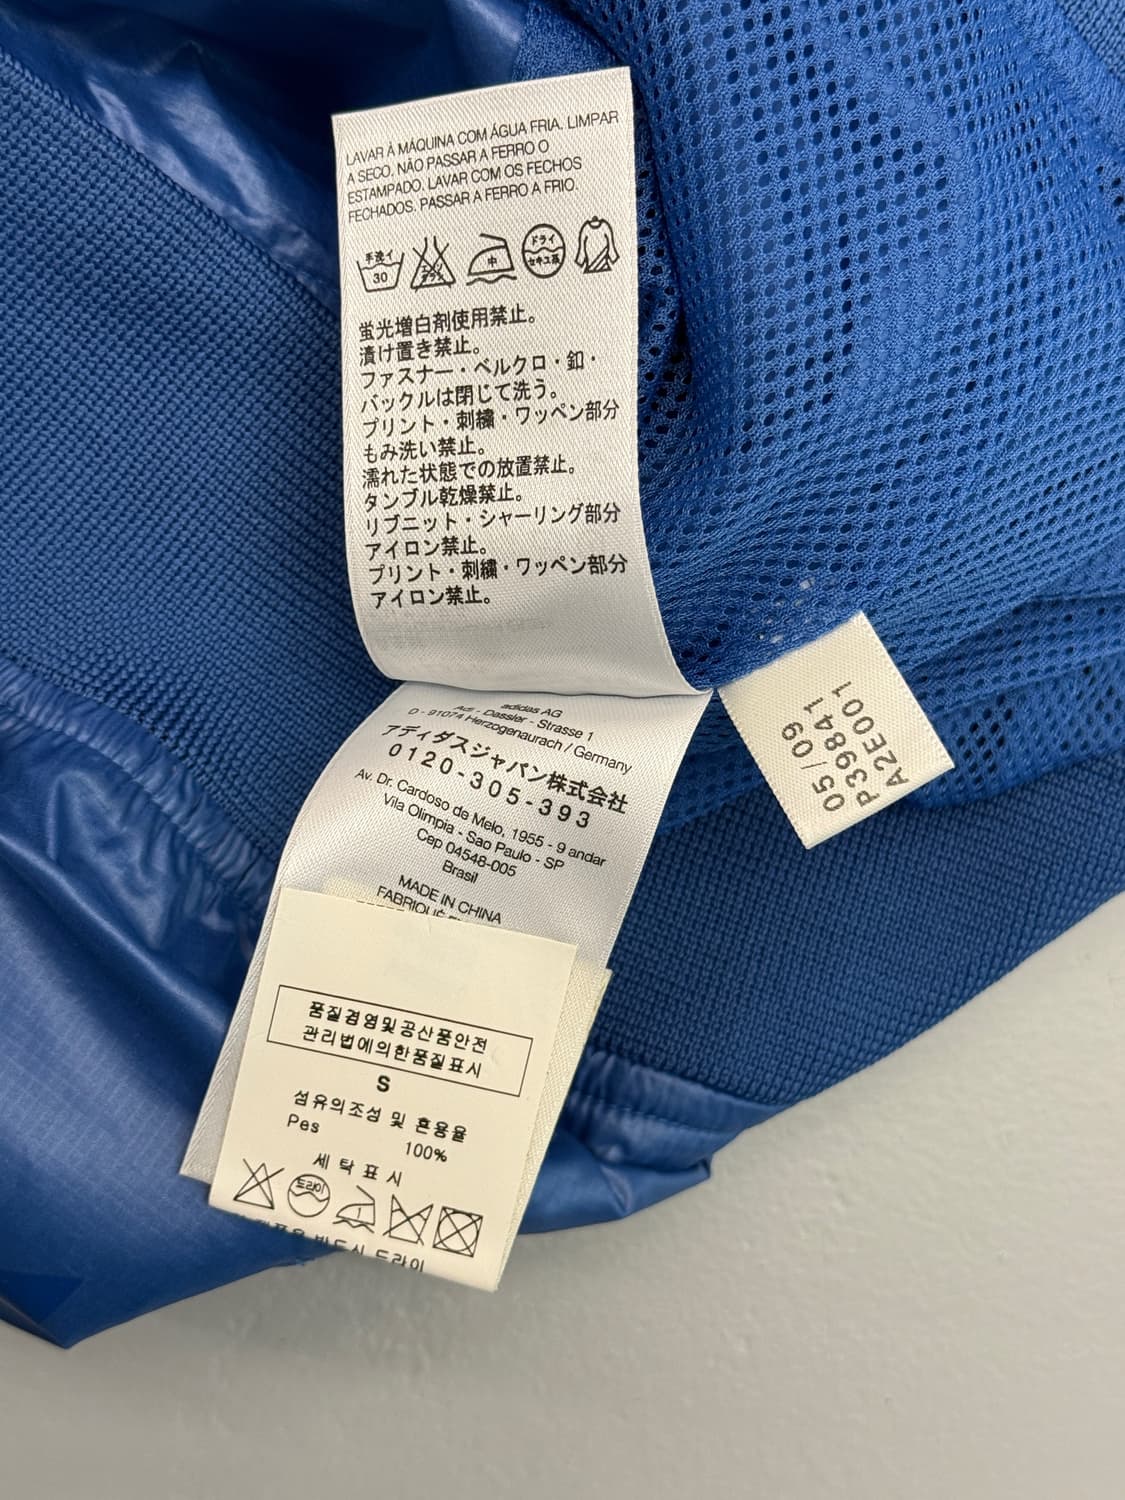 LAVAR À MÁQUINA COM ÁGUA FRIA. LIMPAR
A SECO. NÃO PASSAR A FERRO O
ESTAMPADO. LAVAR COM OS FECHOS
FECHADOS. PASSAR A FERRO A FRIO.
手洗イ
30
中
ドライ
セキユ系
蛍光増白剤使用禁止。
漬け置き禁止。
ファスナー・ベルクロ・釦・
バックルは閉じて洗う。
プリント・刺繍・ワッペン部分
もみ洗い禁止。
濡れた状態での放置禁止。
タンブル乾燥禁止。
リブニット・シャーリング部分
アイロン禁止。
プリント・刺繍・ワッペン部分
アイロン禁止。
adidas AG
Adi - Dassler - Strasse 1
D - 91074 Herzogenaurach / Germany
アディダスジャパン株式会社
0120-305-393
Av. Dr. Cardoso de Melo, 1955 - 9 andar
Vila Olimpia - Sao Paulo - SP
Cep 04548-005
Brasil
MADE IN CHINA
FABRIQUÉ
05/09
P39841
A2E001
품질경영및공산품안전
관리법에의한품질표시
S
섬유의조성 및 혼용율
Pes 100%
세탁표시
드라이
반드시 드라이